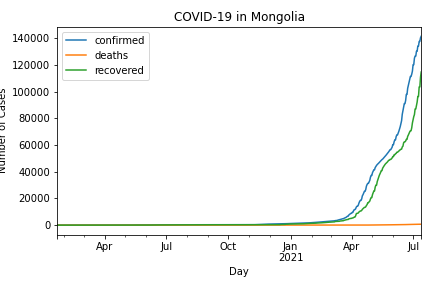 COVID-19 in Mongolia
confirmed
deaths
recovered
140000
120000
100000
80000
60000
40000
20000
0
Number of Cases
Apr
Jul
Oct
Jan
2021
Apr
Jul
Day